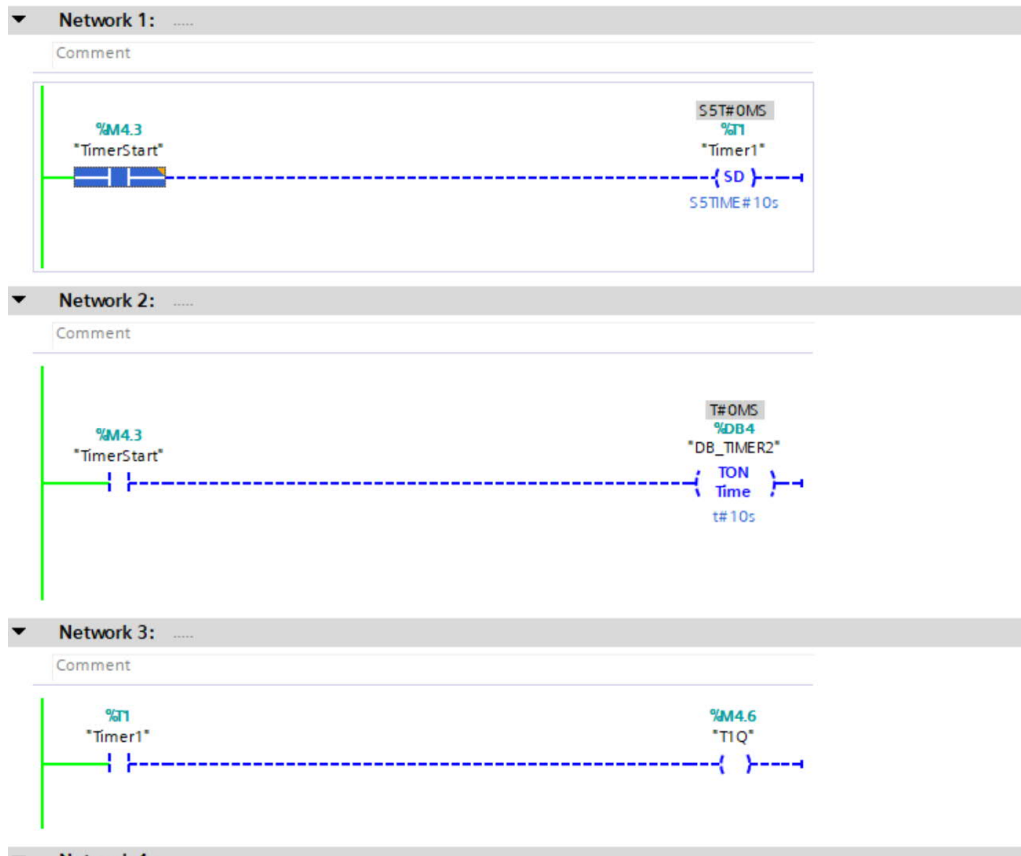 Network 1: .....
Comment
S5T#0MS
%M4.3
%T1
"TimerStart"
"Timer1"
SD
S5TIME#10s
Network 2: .....
Comment
T#0MS
%DB4
%M4.3
"DB_TIMER2"
"TimerStart"
TON
Time
t#10s
Network 3: .....
Comment
%T1
%M4.6
"Timer1"
"T1Q"